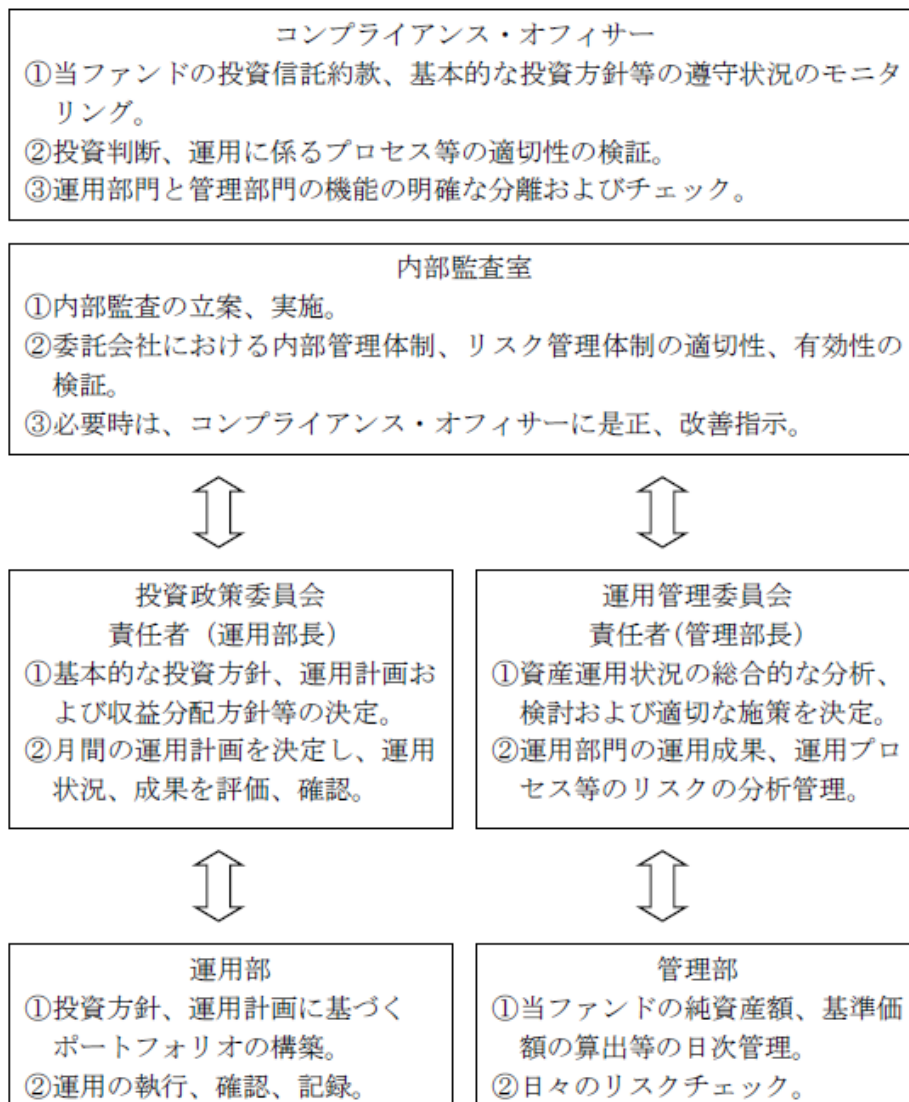 コンプライアンス・オフィサー
①当ファンドの投資信託約款、基本的な投資方針等の遵守状況のモニタ
リング。
②投資判断、運用に係るプロセス等の適切性の検証。
③運用部門と管理部門の機能の明確な分離およびチェック。
内部監査室
①内部監査の立案、実施。
②委託会社における内部管理体制、リスク管理体制の適切性、有効性の
検証。
③必要時は、コンプライアンス・オフィサーに是正、改善指示。
投資政策委員会
責任者（運用部長）
①基本的な投資方針、運用計画お
よび収益分配方針等の決定。
②月間の運用計画を決定し、運用
状況、成果を評価、確認。
運用管理委員会
責任者(管理部長）
①資産運用状況の総合的な分析、
検討および適切な施策を決定。
②運用部門の運用成果、運用プロ
セス等のリスクの分析管理。
運用部
①投資方針、運用計画に基づく
ポートフォリオの構築。
②運用の執行、確認、記録。
管理部
①当ファンドの純資産額、基準価
額の算出等の日次管理。
②日々のリスクチェック。